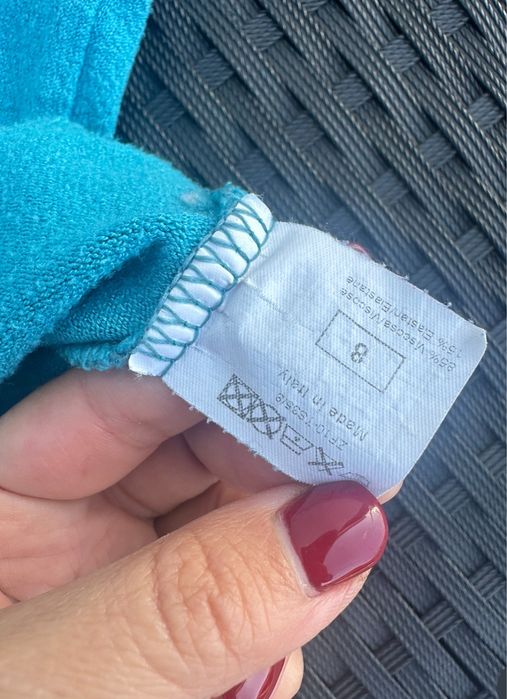 85% Viscosa/Viscose
15% Elastan/Elastane
8
Made in Italy